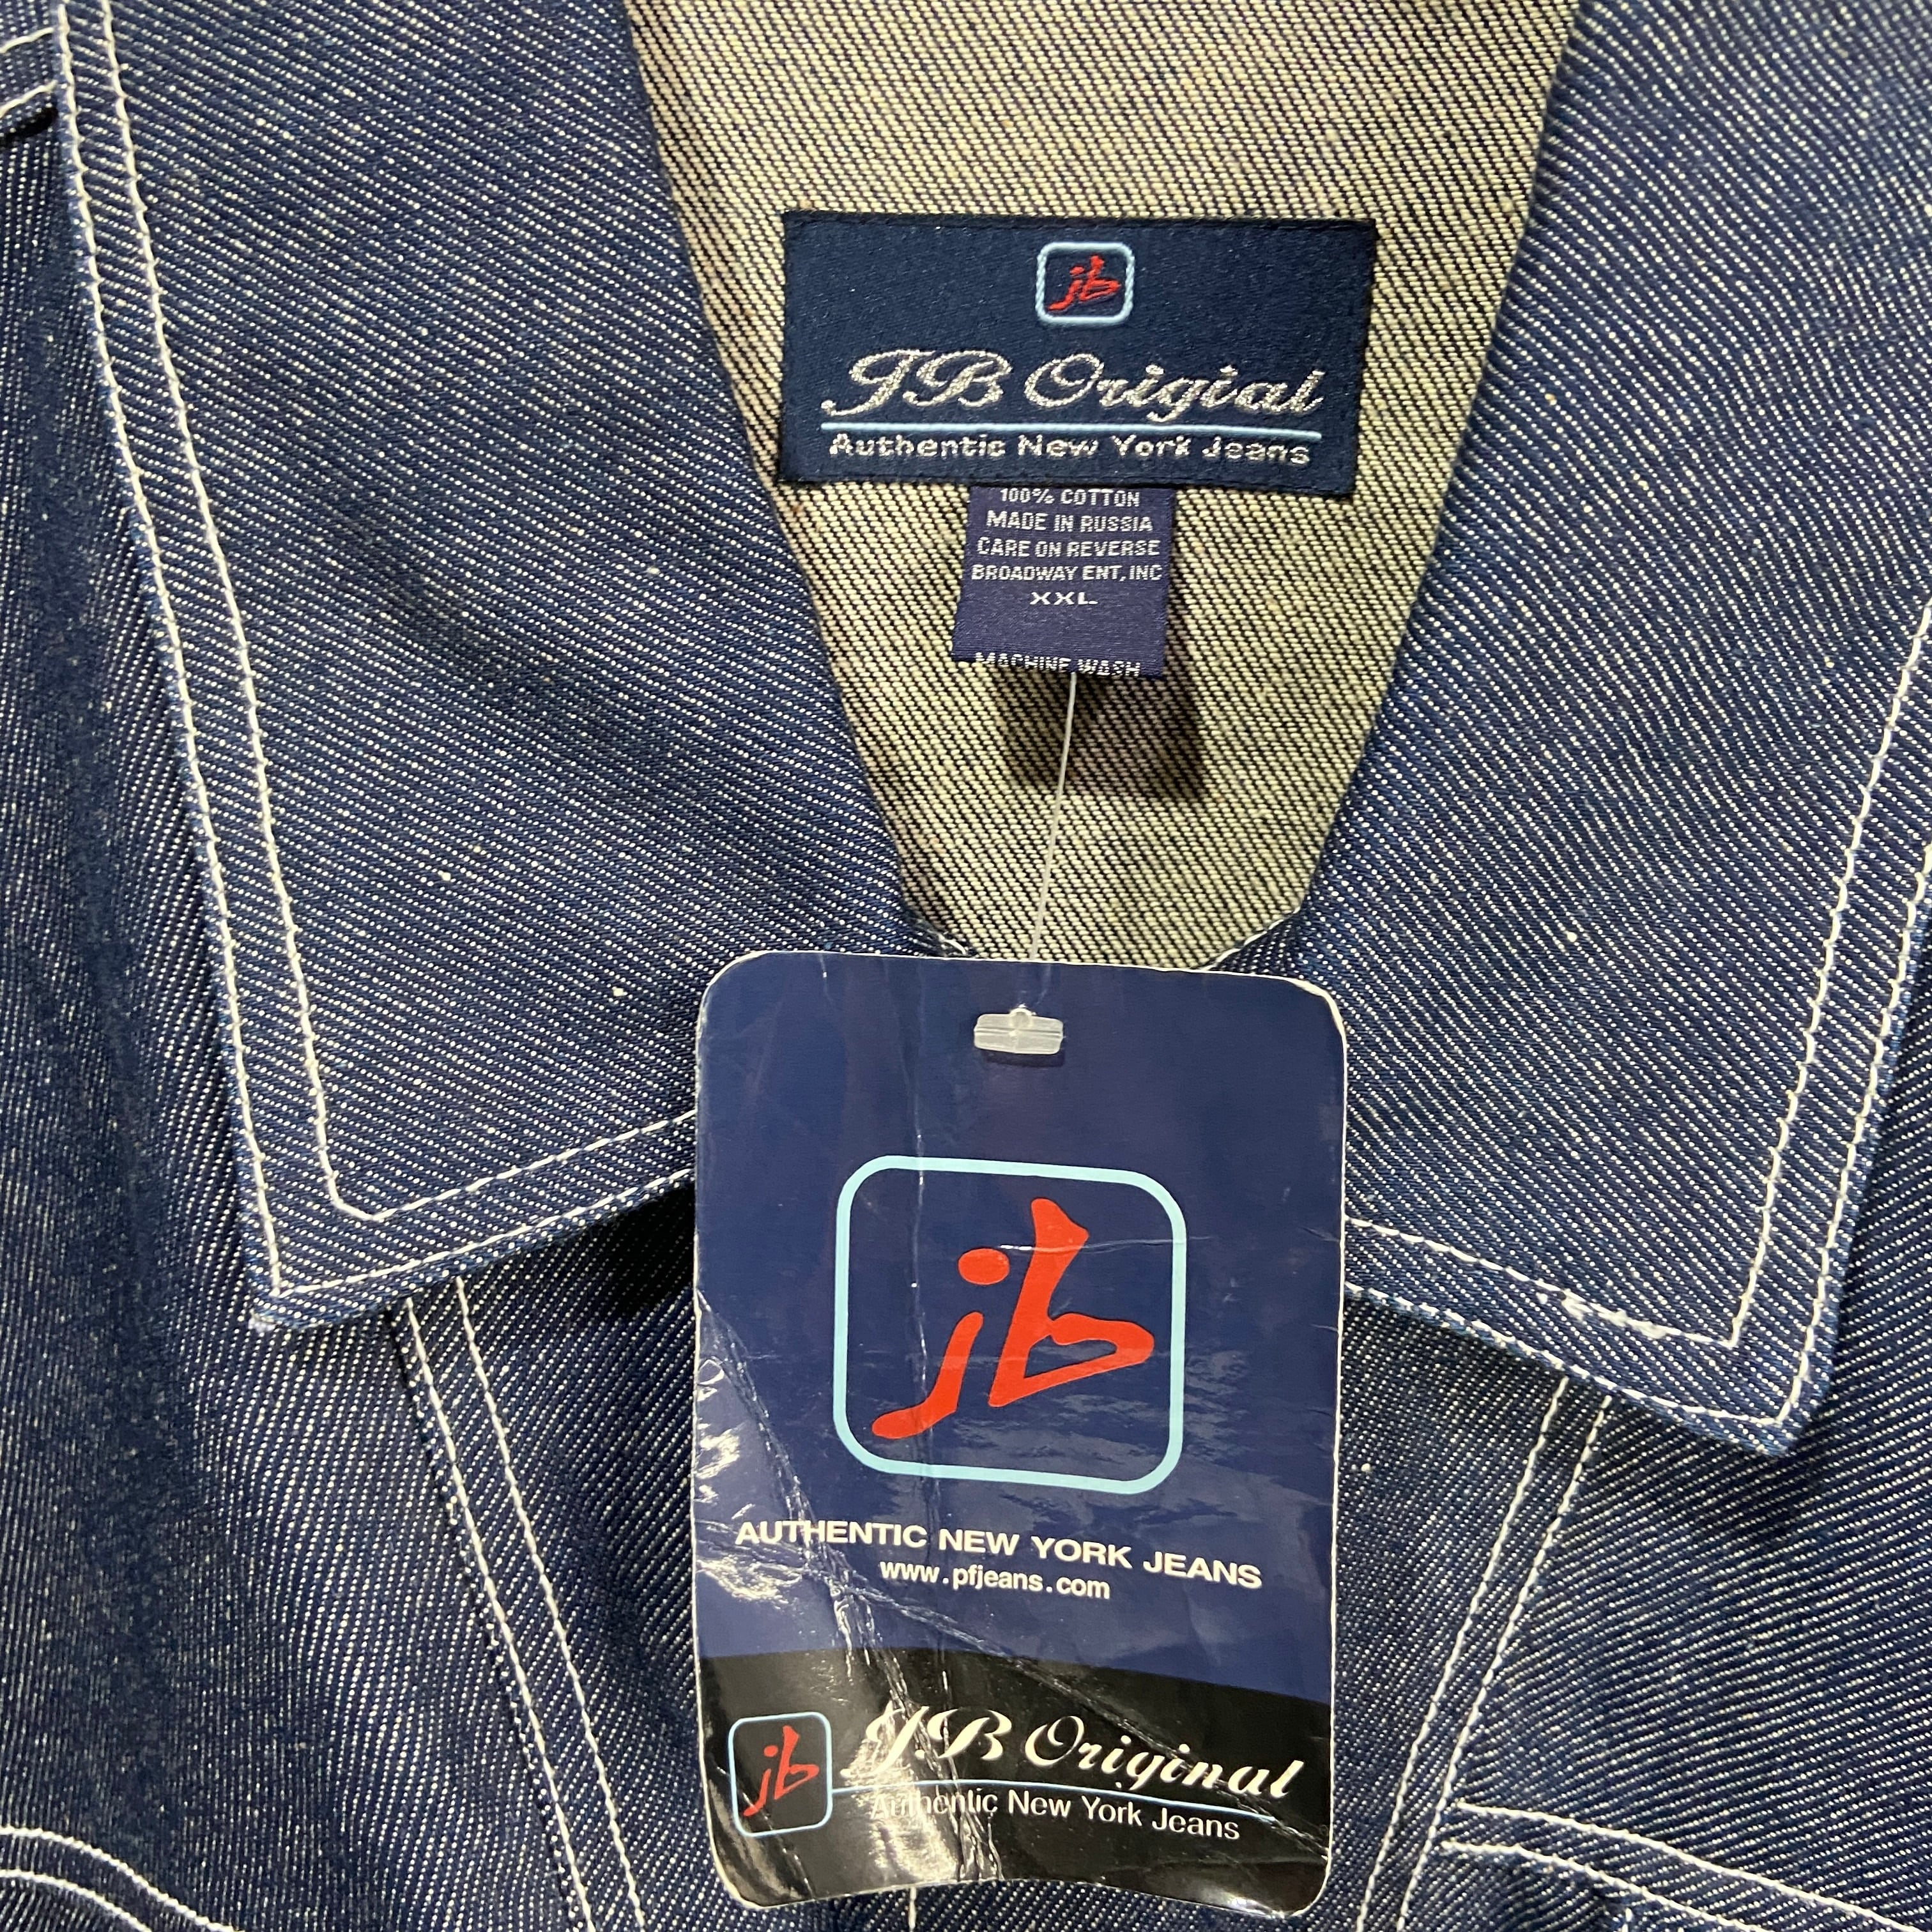 jb
JB Origial
Authentic New York Jeans
100% COTTON
MADE IN RUSSIA
CARE ON REVERSE
BROADWAY ENT, INC
XXL
MACHINE WASH
jb
AUTHENTIC NEW YORK JEANS
www.pfjeans.com
jb
J.B Original
Authentic New York Jeans